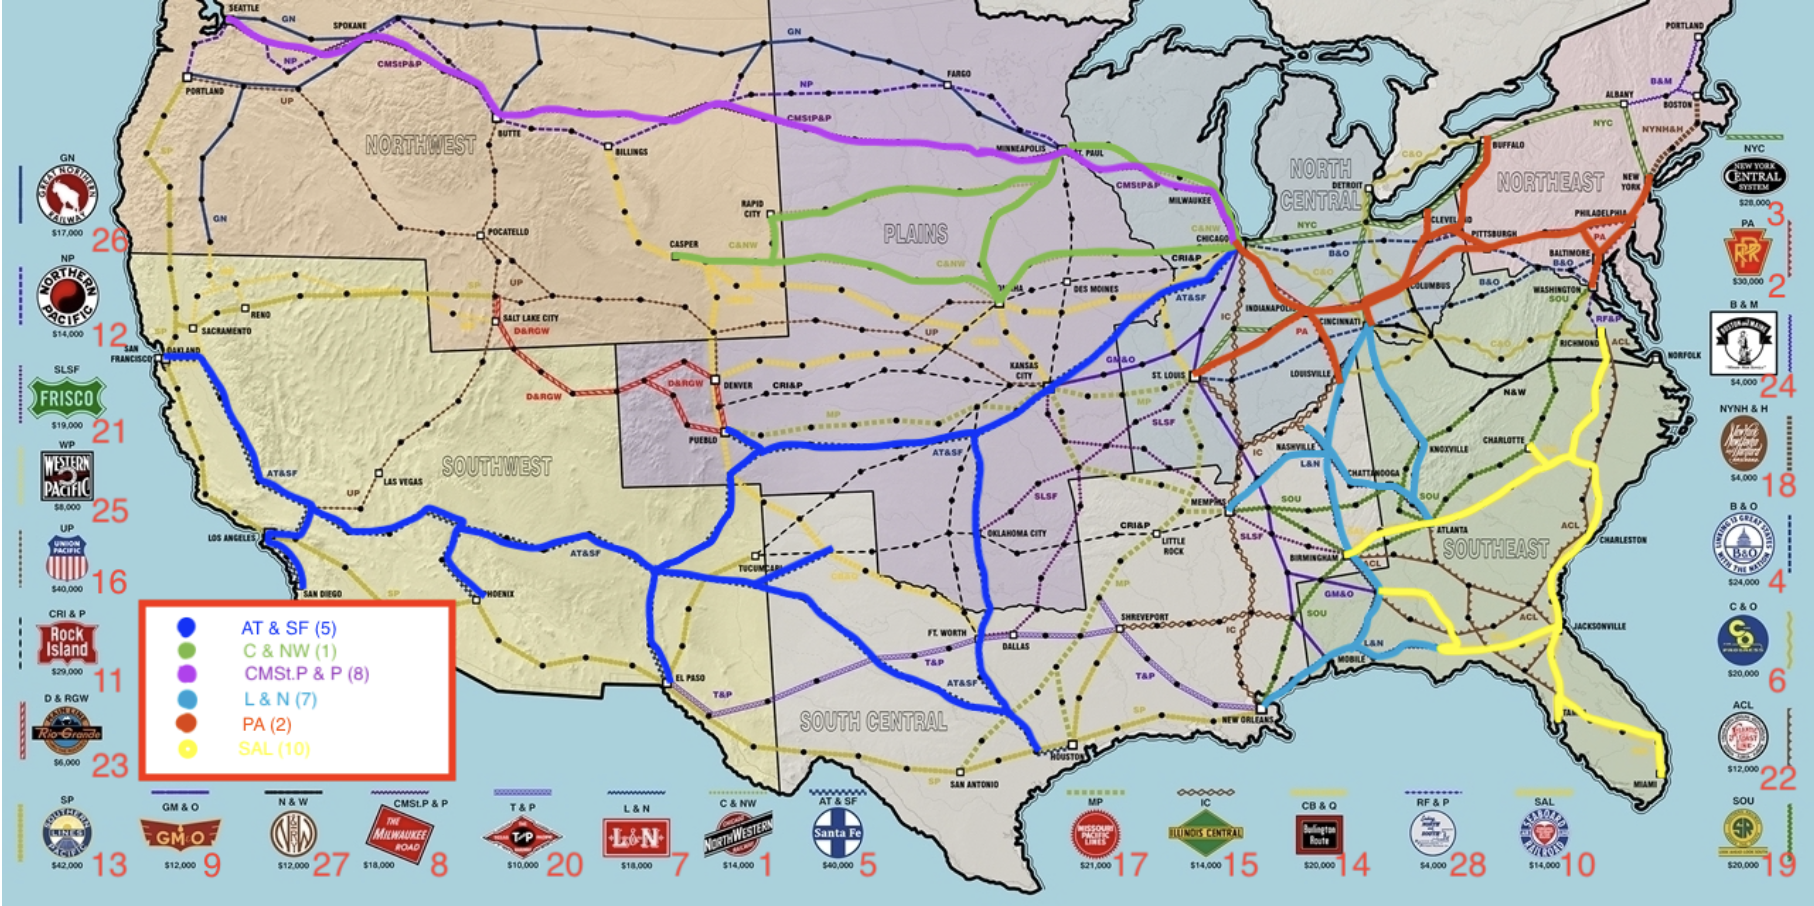 SEATTLE
GN
SPOKANE
NP
CMStP&P
GN
PORTLAND
UP
NP
FARGO
PORTLAND
B&M
ALBANY
BOSTON
NYC
NYNH&H
BUTTE
NORTHWEST
BILLINGS
CMStP&P
MINNEAPOLIS
ST. PAUL
CMStP&P
MILWAUKEE
NORTH
CENTRAL
DETROIT
C&O
BUFFALO
NORTHEAST
NEW
YORK
SP
GN
POCATELLO
RAPID
CITY
CASPER
C&NW
PLAINS
C&NW
C&NW
CHICAGO
NYC
B&O
C&O
CLEVELAND
PITTSBURGH
PHILADELPHIA
PA
BALTIMORE
B&O
WASHINGTON
SOU
UP
SP
RENO
SACRAMENTO
SP
SAN
FRANCISCO
OAKLAND
SALT LAKE CITY
D&RGW
D&RGW
D&RGW
DENVER
CRI&P
PUEBLO
UP
KANSAS
CITY
DES MOINES
CRI&P
AT&SF
GM&O
ST. LOUIS
IC
INDIANAPOLIS
PA
CINCINNATI
COLUMBUS
B&O
LOUISVILLE
C&O
RF&P
RICHMOND
ACL
NORFOLK
N&W
MP
MP
SLSF
AT&SF
SLSF
IC
NASHVILLE
L&N
CHATTANOOGA
KNOXVILLE
CHARLOTTE
SOU
SOU
ATLANTA
MEMPHIS
SLSF
BIRMINGHAM
ACL
ACL
CHARLESTON
SOUTHEAST
SOUTHWEST
AT&SF
LAS VEGAS
UP
LOS ANGELES
SAN DIEGO
SP
PHOENIX
AT&SF
TUCUMCARI
OKLAHOMA CITY
CRI&P
LITTLE
ROCK
MP
SHREVEPORT
IC
GM&O
SOU
L&N
MOBILE
ACL
JACKSONVILLE
MIAMI
NEW ORLEANS
T&P
SP
HOUSTON
SAN ANTONIO
SP
SOUTH CENTRAL
AT&SF
DALLAS
FT. WORTH
T&P
T&P
EL PASO
AT & SF (5)
C & NW (1)
CMSt.P & P (8)
L & N (7)
PA (2)
SAL (10)
GN
GREAT NORTHERN
RAILWAY
$17,000
26
NP
NORTHERN
PACIFIC
$14,000
12
SLSF
FRISCO
$19,000
21
WP
WESTERN
PACIFIC
$8,000
25
UP
UNION
PACIFIC
$40,000
16
CRI & P
Rock
Island
$29,000
11
D & RGW
MAIN LINE
Rio-Grande
$6,000
23
SP
SOUTHERN
LINES
PACIFIC
$42,000
13
GM & O
GM&O
$12,000
9
N & W
N&W
$12,000
27
CMSt.P & P
THE
MILWAUKEE
ROAD
$18,000
8
T & P
T&P
$10,000
20
L & N
L&N
$18,000
7
C & NW
CHICAGO
NORTHWESTERN
RAILWAY
$14,000
1
AT & SF
Santa Fe
$40,000
5
MP
MISSOURI
PACIFIC
LINES
$21,000
17
IC
ILLINOIS CENTRAL
$14,000
15
CB & Q
Burlington
Route
$20,000
14
RF & P
$4,000
28
SAL
SEABOARD
RAILROAD
$14,000
10
NYC
NEW YORK
CENTRAL
SYSTEM
$28,000
3
PA
PRR
$30,000
2
B & M
BOSTON and MAINE
$4,000
24
NYNH & H
$4,000
18
B & O
LINKING 13 GREAT STATES
WITH THE NATION
B&O
$24,000
4
C & O
C&O
PROGRESS
$20,000
6
ACL
ATLANTIC
COAST
LINE
$12,000
22
SOU
SR
$20,000
19